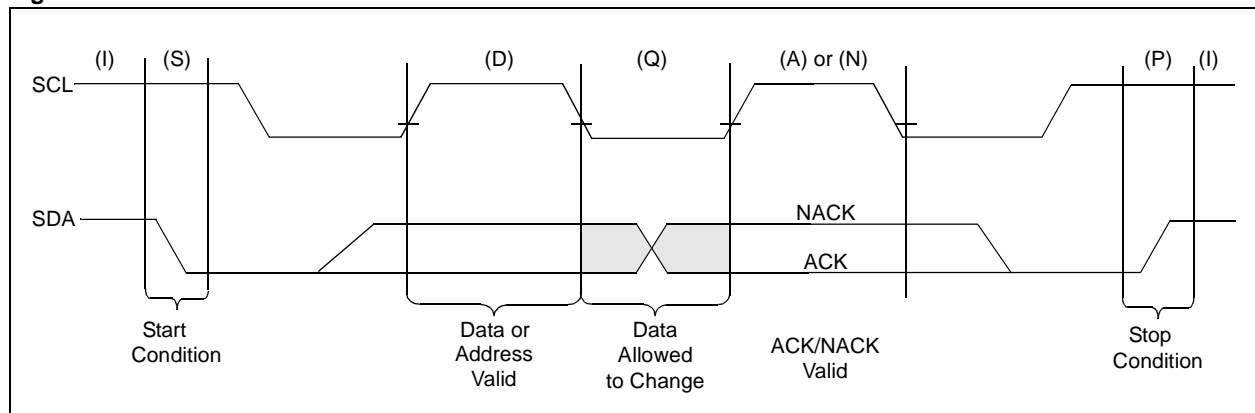 (I) (S) (D) (Q) (A) or (N) (P) (I)
SCL
SDA
NACK
ACK
Start
Condition
Data or
Address
Valid
Data
Allowed
to Change
ACK/NACK
Valid
Stop
Condition